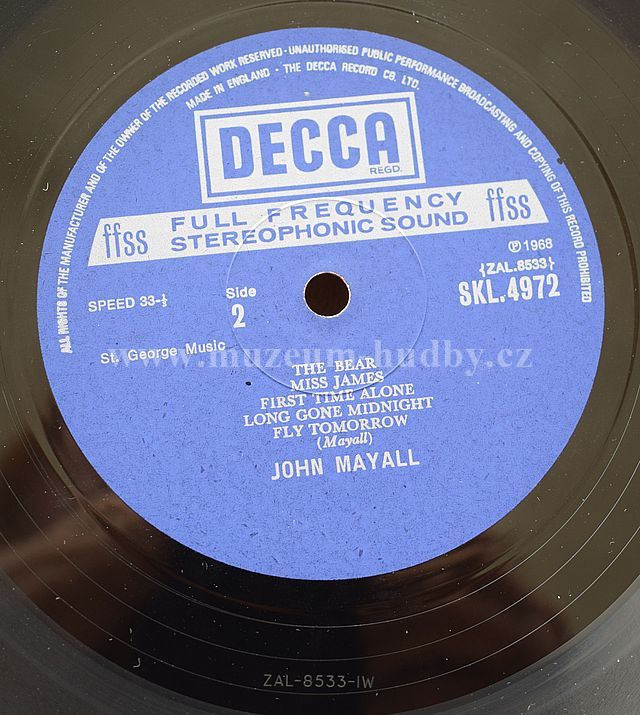 ALL RIGHTS OF THE MANUFACTURER AND OF THE OWNER OF THE RECORDED WORK RESERVED · UNAUTHORISED PUBLIC PERFORMANCE BROADCASTING AND COPYING OF THIS RECORD PROHIBITED
MADE IN ENGLAND · THE DECCA RECORD CO. LTD.
DECCA
REGD.
ffss FULL FREQUENCY ffss
STEREOPHONIC SOUND
℗ 1968
{ZAL.8533}
SKL.4972
SPEED 33-⅓
Side
2
St. George Music
www.muzeum-hudby.cz
THE BEAR
MISS JAMES
FIRST TIME ALONE
LONG GONE MIDNIGHT
FLY TOMORROW
(Mayall)
JOHN MAYALL
ZAL-8533-1W